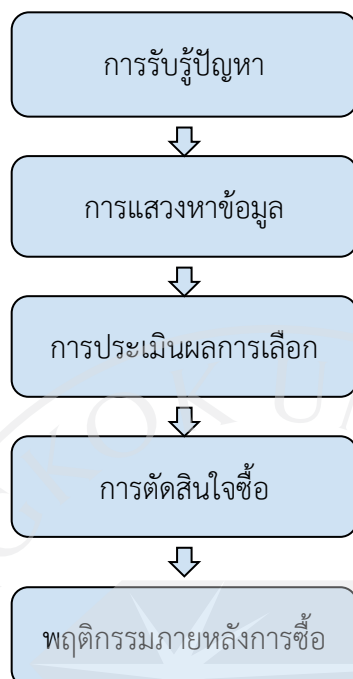 การรับรู้ปัญหา
การแสวงหาข้อมูล
การประเมินผลการเลือก
การตัดสินใจซื้อ
พฤติกรรมภายหลังการซื้อ